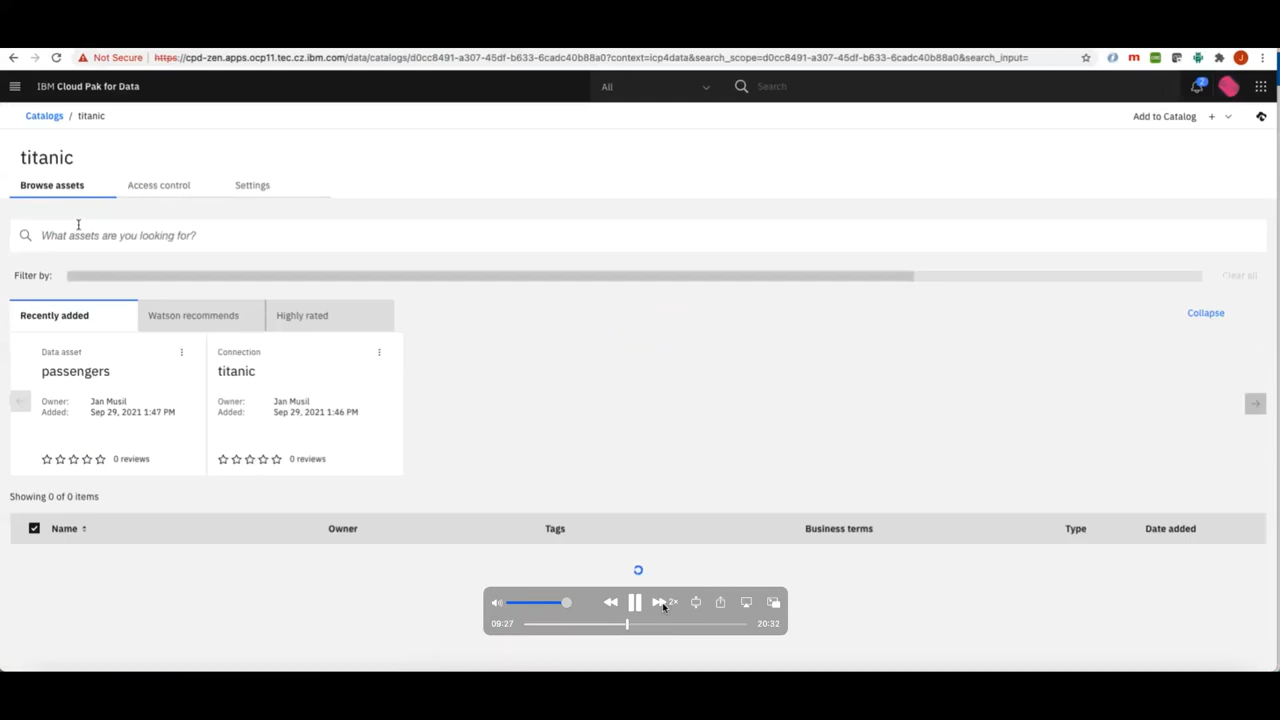 Not Secure https://cpd-zen.apps.ocp11.tec.cz.ibm.com/data/catalogs/d0cc8491-a307-45df-b633-6cadc40b88a0?context=icp4data&search_scope=d0cc8491-a307-45df-b633-6cadc40b88a0&search_input= m J
IBM Cloud Pak for Data All Search 2
Catalogs / titanic Add to Catalog +
titanic
Browse assets Access control Settings
What assets are you looking for?
Filter by: Clear all
Recently added Watson recommends Highly rated Collapse
Data asset Connection
passengers titanic
Owner: Jan Musil Owner: Jan Musil
Added: Sep 29, 2021 1:47 PM Added: Sep 29, 2021 1:46 PM
0 reviews 0 reviews
Showing 0 of 0 items
Name Owner Tags Business terms Type Date added
2×
09:27 20:32